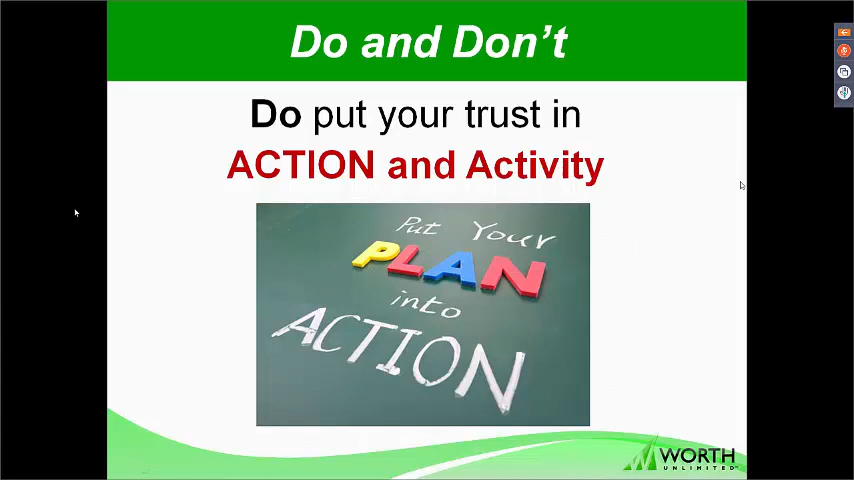 Do and Don't
Do put your trust in
ACTION and Activity
Put Your
PLAN
into
ACTION
WORTH
UNLIMITED